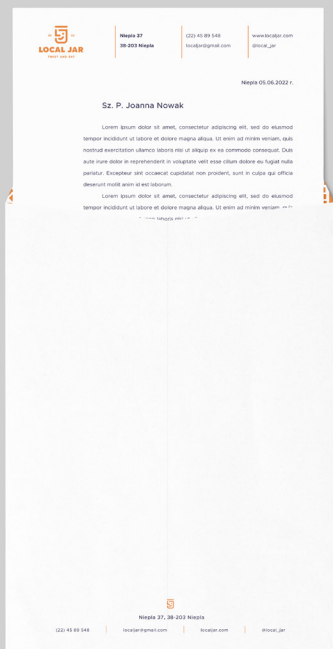 LOCAL JAR
Niepla 37
38-203 Niepla
(22) 45 89 548
localjar@gmail.com
www.localjar.com
@local_jar
Niepla 05.06.2022 r.
Sz. P. Joanna Nowak
Lorem ipsum dolor sit amet, consectetur adipiscing elit, sed do eiusmod
tempor incididunt ut labore et dolore magna aliqua. Ut enim ad minim veniam, quis
nostrud exercitation ullamco laboris nisi ut aliquip ex ea commodo consequat. Duis
aute irure dolor in reprehenderit in voluptate velit esse cillum dolore eu fugiat nulla
pariatur. Excepteur sint occaecat cupidatat non proident, sunt in culpa qui officia
deserunt mollit anim id est laborum.
Lorem ipsum dolor sit amet, consectetur adipiscing elit, sed do eiusmod
tempor incididunt ut labore et dolore magna aliqua. Ut enim ad minim veniam
Niepla 37, 38-203 Niepla
(22) 45 89 548
localjar@gmail.com
localjar.com
@local_jar